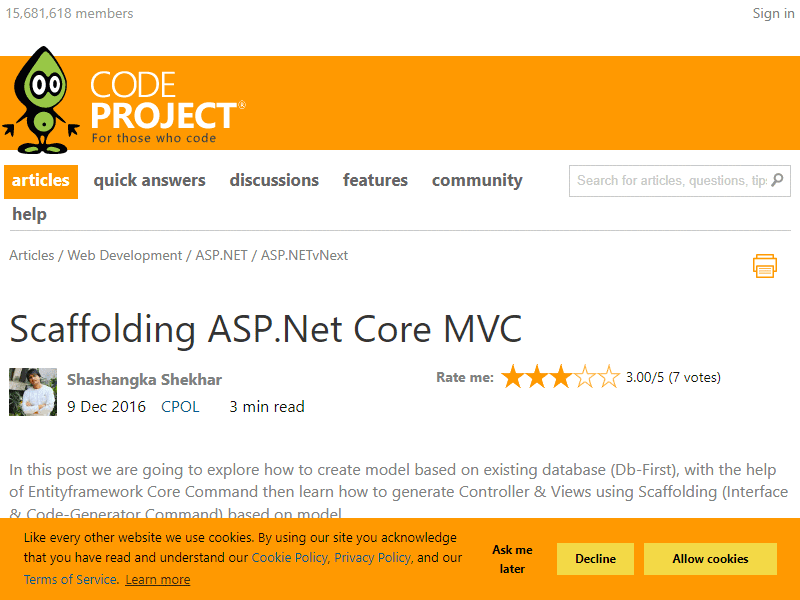 15,681,618 members
Sign in
CODE
PROJECT®
For those who code
articles quick answers discussions features community
Search for articles, questions, tips
help
Articles / Web Development / ASP.NET / ASP.NETvNext
Scaffolding ASP.Net Core MVC
Shashangka Shekhar
Rate me: 3.00/5 (7 votes)
9 Dec 2016 CPOL 3 min read
In this post we are going to explore how to create model based on existing database (Db-First), with the help
of Entityframework Core Command then learn how to generate Controller & Views using Scaffolding (Interface
& Code-Generator Command) based on model.
Like every other website we use cookies. By using our site you acknowledge
that you have read and understand our Cookie Policy, Privacy Policy, and our
Terms of Service. Learn more
Ask me
later
Decline
Allow cookies